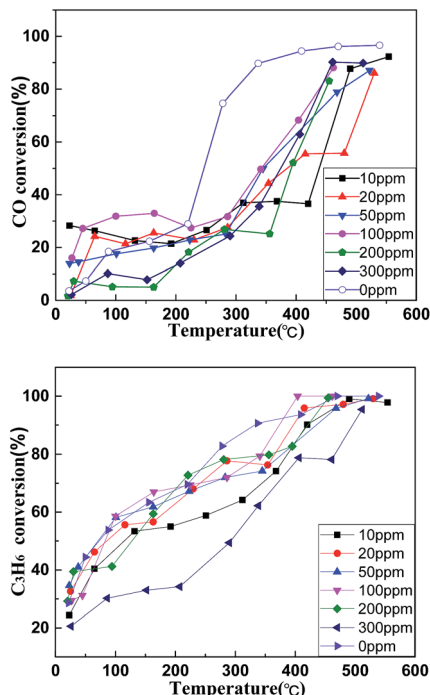 100
80
60
40
20
0
CO conversion(%)
10ppm
20ppm
50ppm
100ppm
200ppm
300ppm
0ppm
0 100 200 300 400 500 600
Temperature(℃)
100
80
60
40
20
C3H6 conversion(%)
10ppm
20ppm
50ppm
100ppm
200ppm
300ppm
0ppm
0 100 200 300 400 500 600
Temperature(℃)